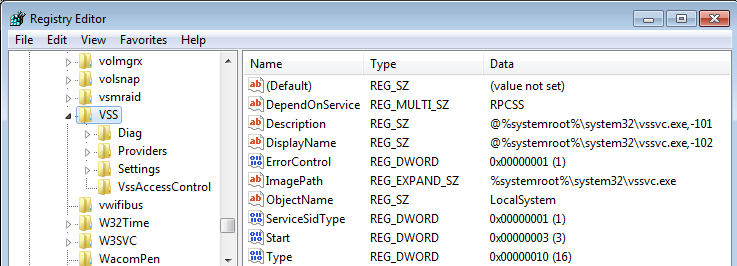 Registry Editor
File Edit View Favorites Help
volmgrx
volsnap
vsmraid
VSS
Diag
Providers
Settings
VssAccessControl
vwifibus
W32Time
W3SVC
WacomPen
Name Type Data
(Default) REG_SZ (value not set)
DependOnService REG_MULTI_SZ RPCSS
Description REG_SZ @%systemroot%\system32\vssvc.exe,-101
DisplayName REG_SZ @%systemroot%\system32\vssvc.exe,-102
ErrorControl REG_DWORD 0x00000001 (1)
ImagePath REG_EXPAND_SZ %systemroot%\system32\vssvc.exe
ObjectName REG_SZ LocalSystem
ServiceSidType REG_DWORD 0x00000001 (1)
Start REG_DWORD 0x00000003 (3)
Type REG_DWORD 0x00000010 (16)